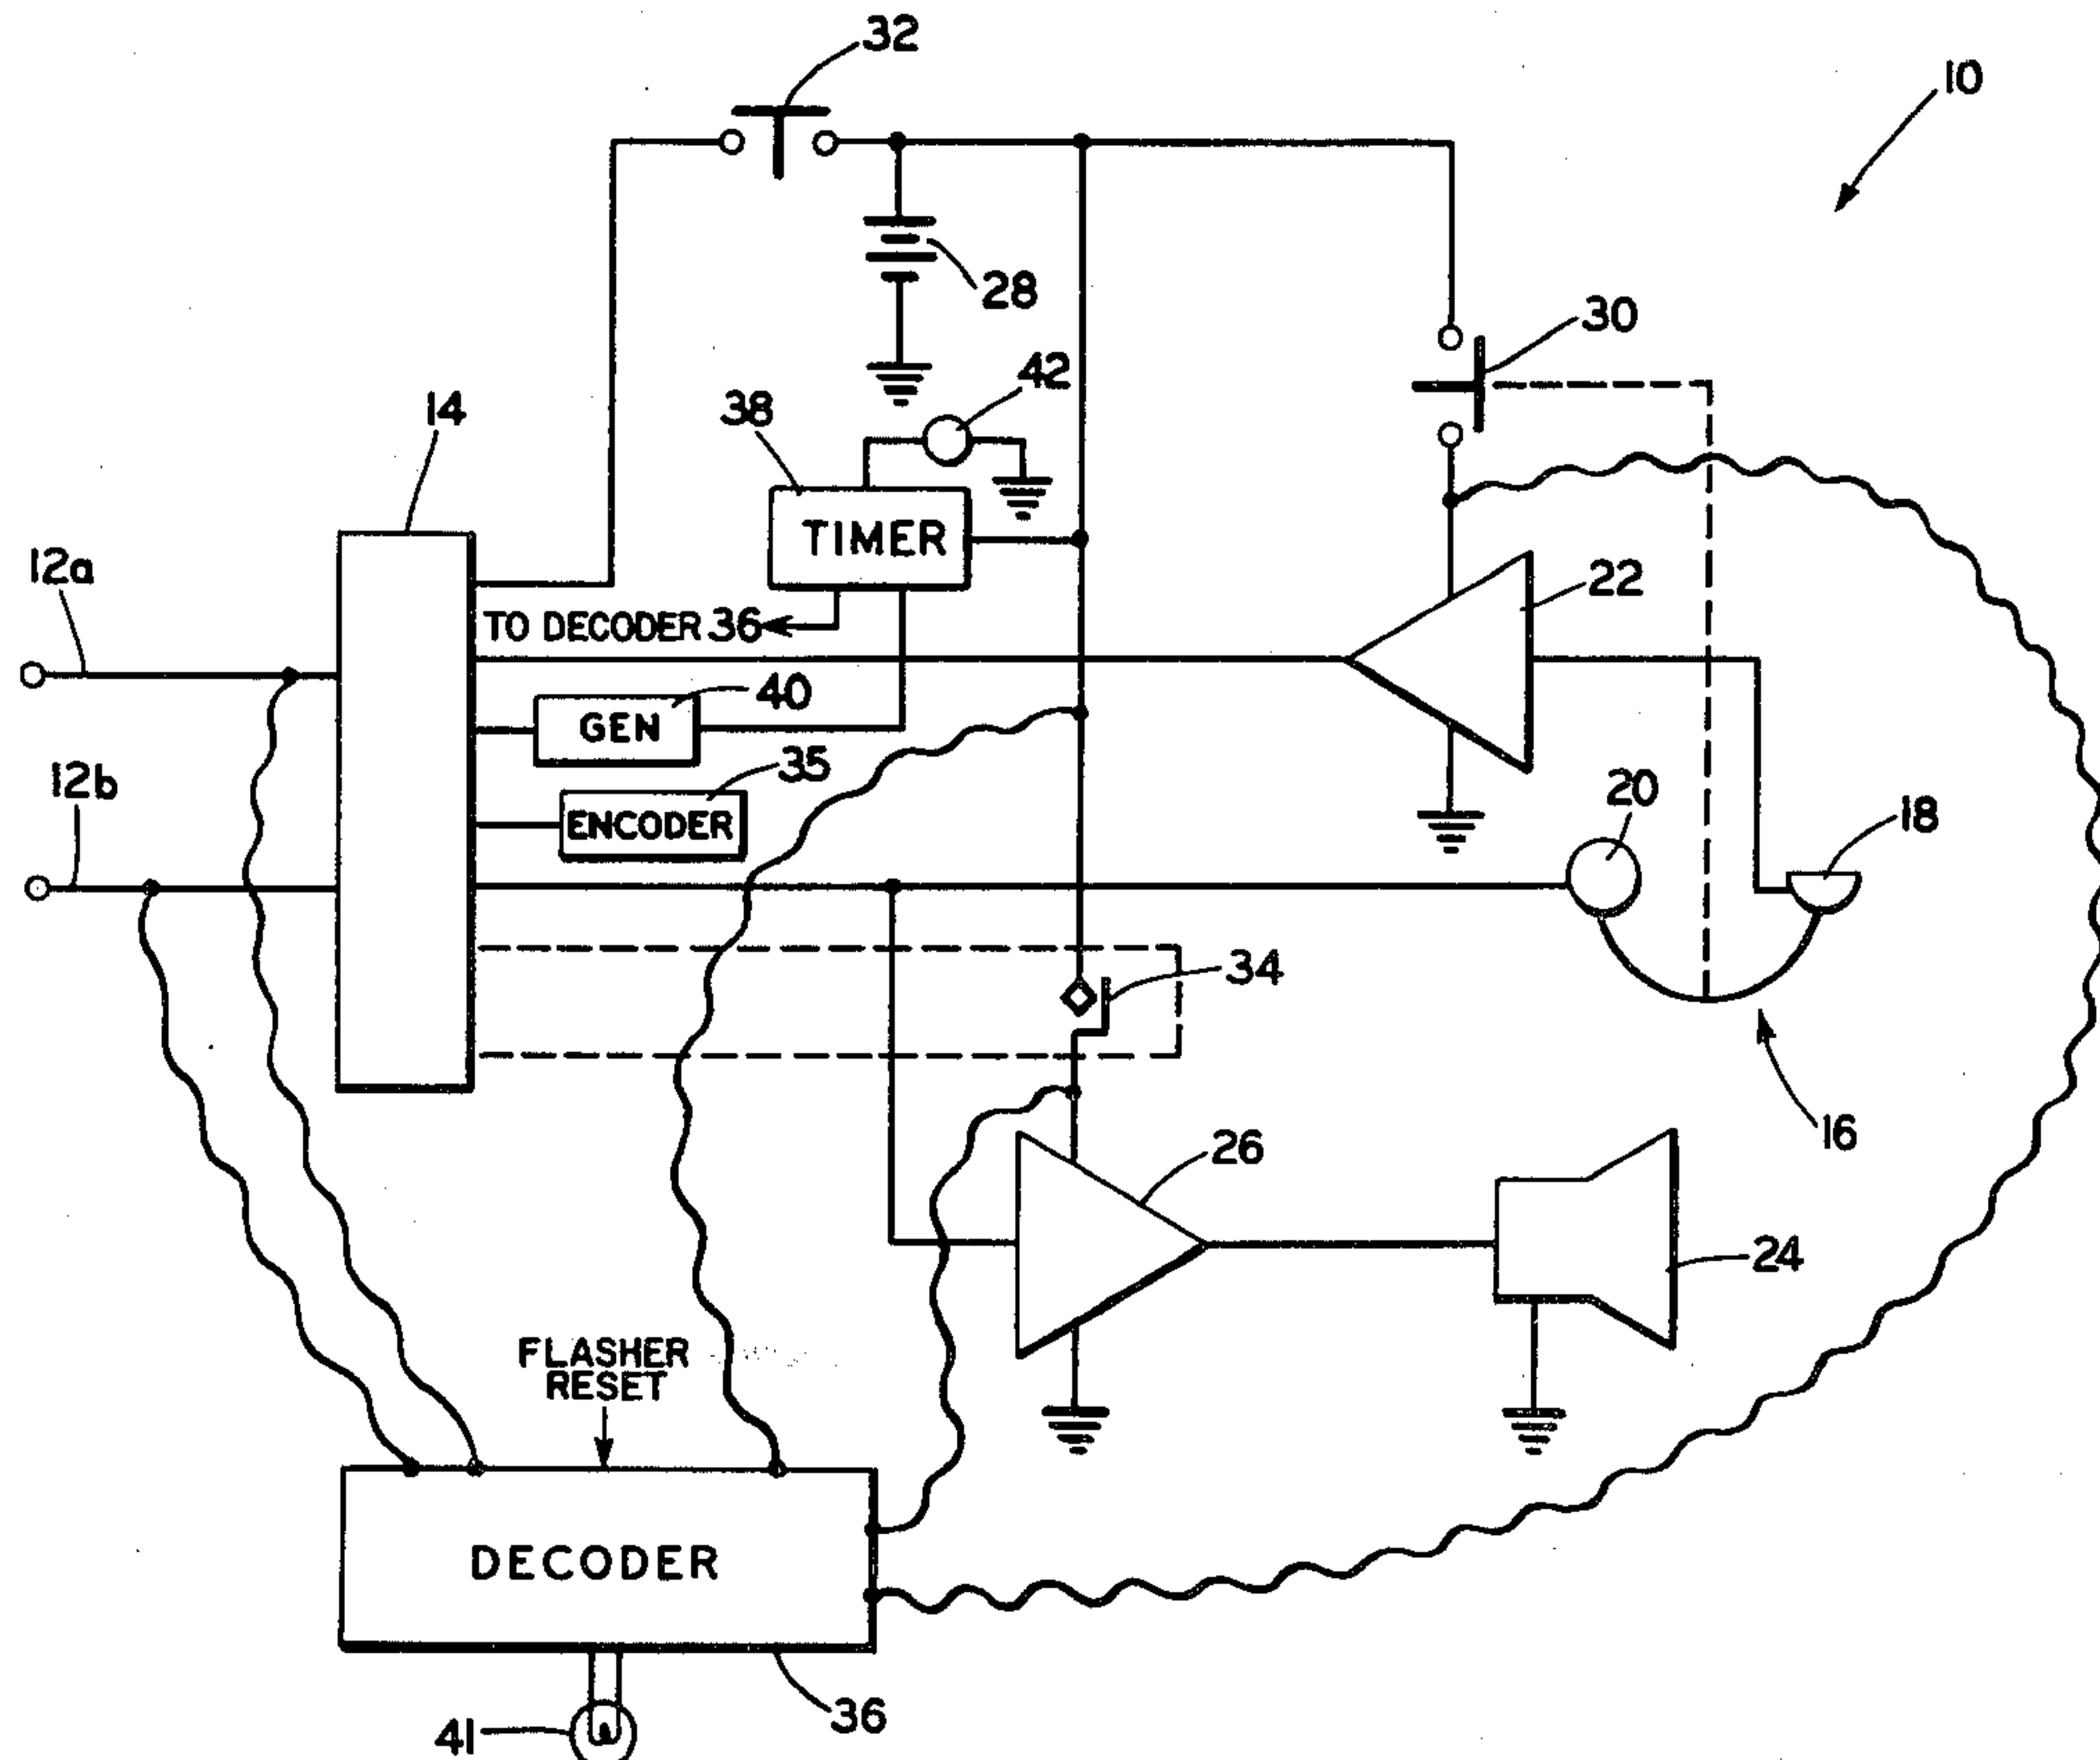 32
10
28
30
42
14
38
TIMER
12a
22
TO DECODER 36
40
GEN
35
12b
20
ENCODER
18
34
26
16
24
FLASHER
RESET
DECODER
36
41